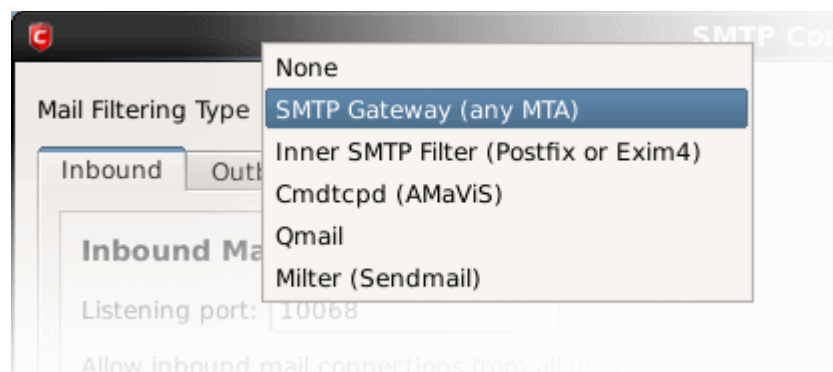 SMTP Co
None
Mail Filtering Type
SMTP Gateway (any MTA)
Inner SMTP Filter (Postfix or Exim4)
Inbound
Out
Cmdtcpd (AMaViS)
Qmail
Inbound Ma
Milter (Sendmail)
Listening port: 10068
Allow inbound mail connections from all IP